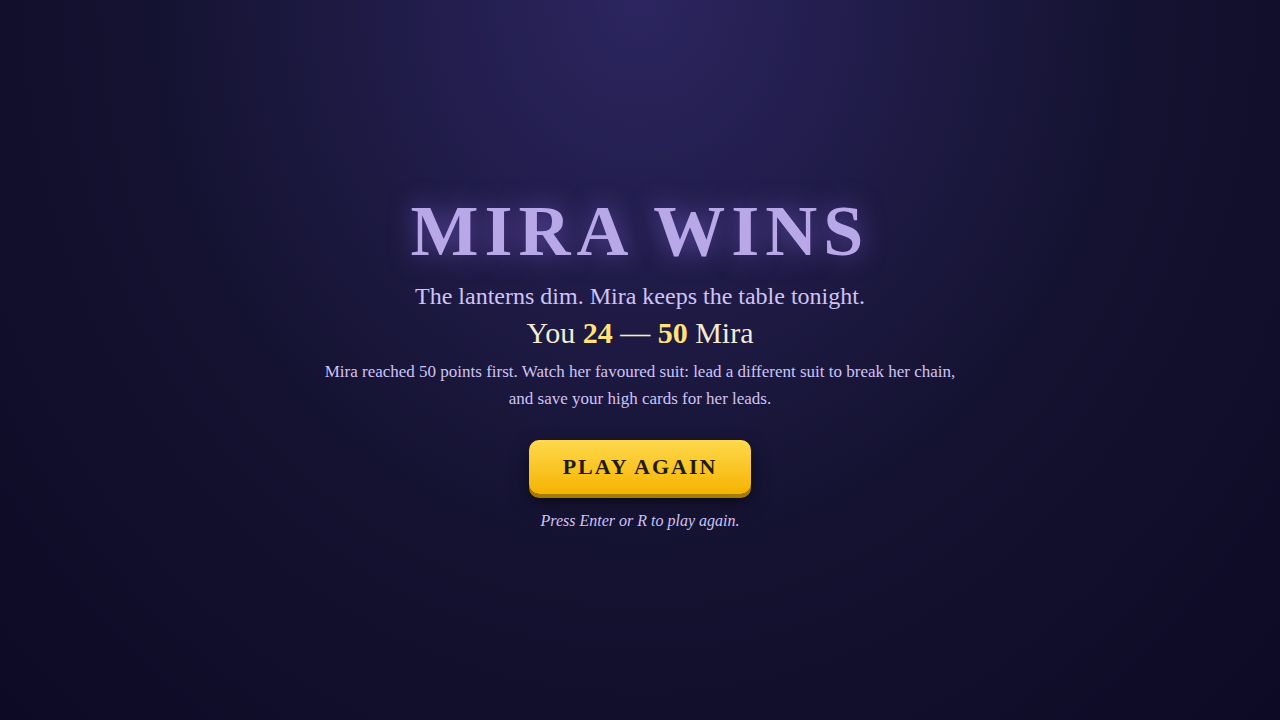 MIRA WINS
The lanterns dim. Mira keeps the table tonight.
You 24 — 50 Mira
Mira reached 50 points first. Watch her favoured suit: lead a different suit to break her chain,
and save your high cards for her leads.
PLAY AGAIN
Press Enter or R to play again.